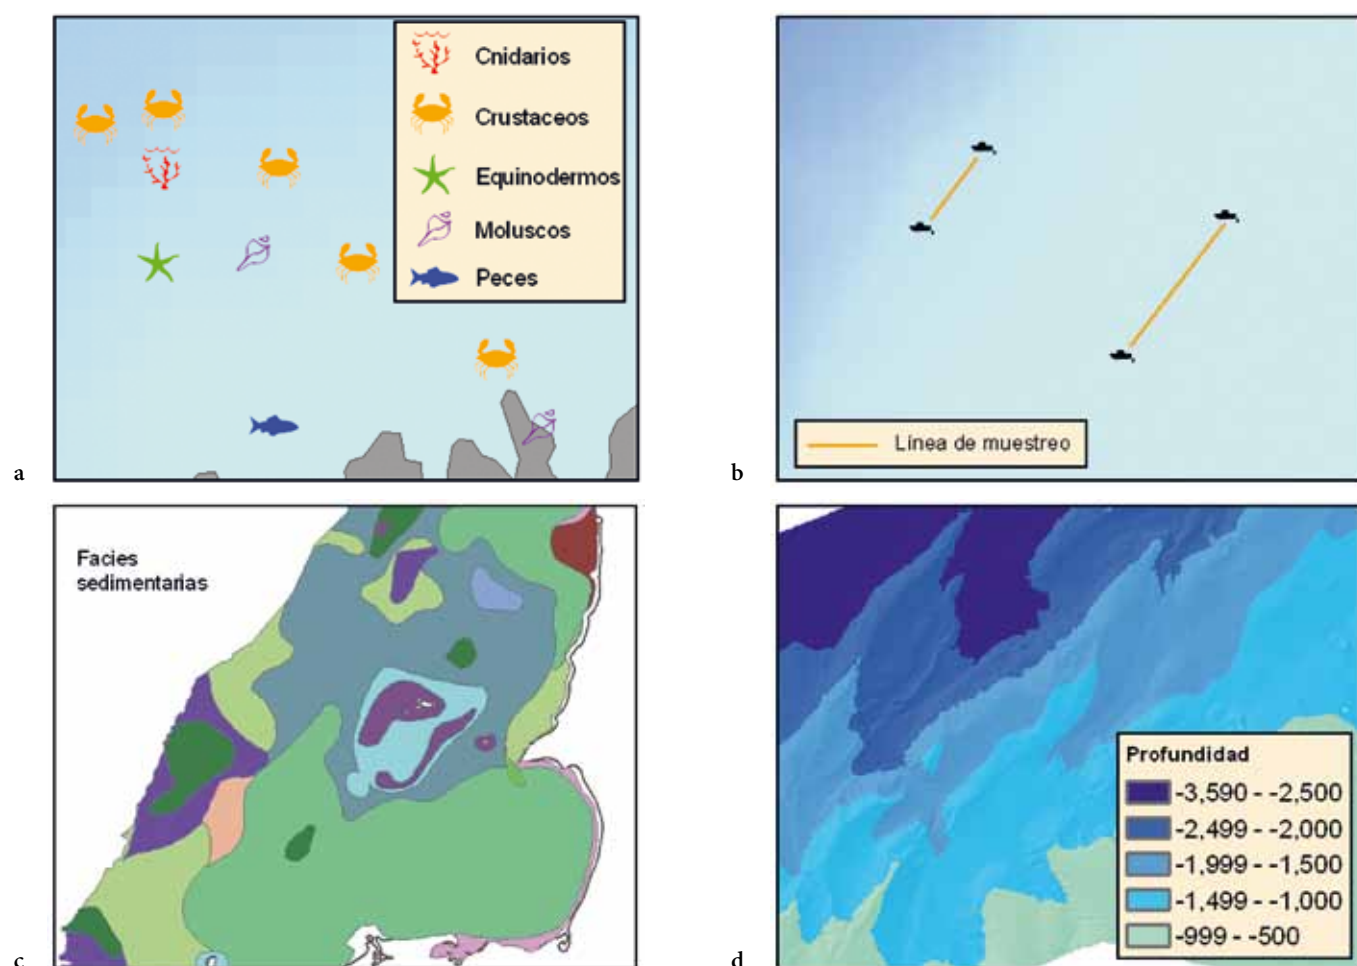 Cnidarios
Crustaceos
Equinodermos
Moluscos
Peces
a
Línea de muestreo
b
Facies
sedimentarias
c
Profundidad
-3,590 - -2,500
-2,499 - -2,000
-1,999 - -1,500
-1,499 - -1,000
-999 - -500
d